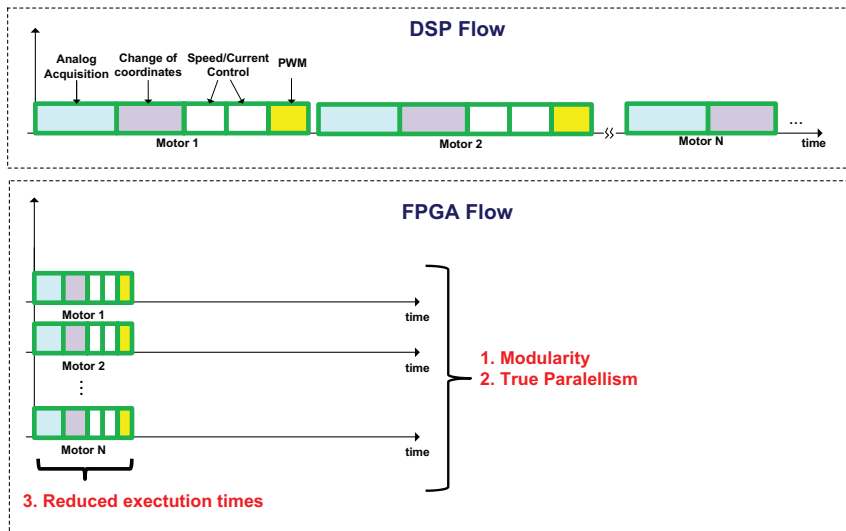 DSP Flow
Analog
Acquisition
Change of
coordinates
Speed/Current
Control
PWM
Motor 1
Motor 2
Motor N
...
time
FPGA Flow
Motor 1
time
Motor 2
time
...
Motor N
time
1. Modularity
2. True Paralellism
3. Reduced exectution times